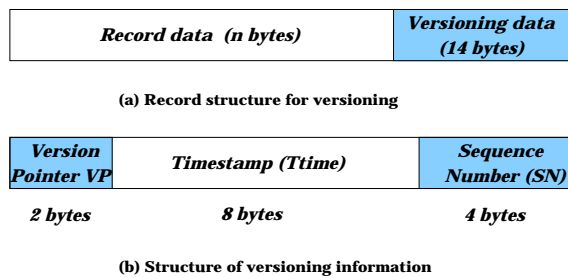 Record data (n bytes)
Versioning data
(14 bytes)
(a) Record structure for versioning
Version
Pointer VP
Timestamp (Ttime)
Sequence
Number (SN)
2 bytes
8 bytes
4 bytes
(b) Structure of versioning information